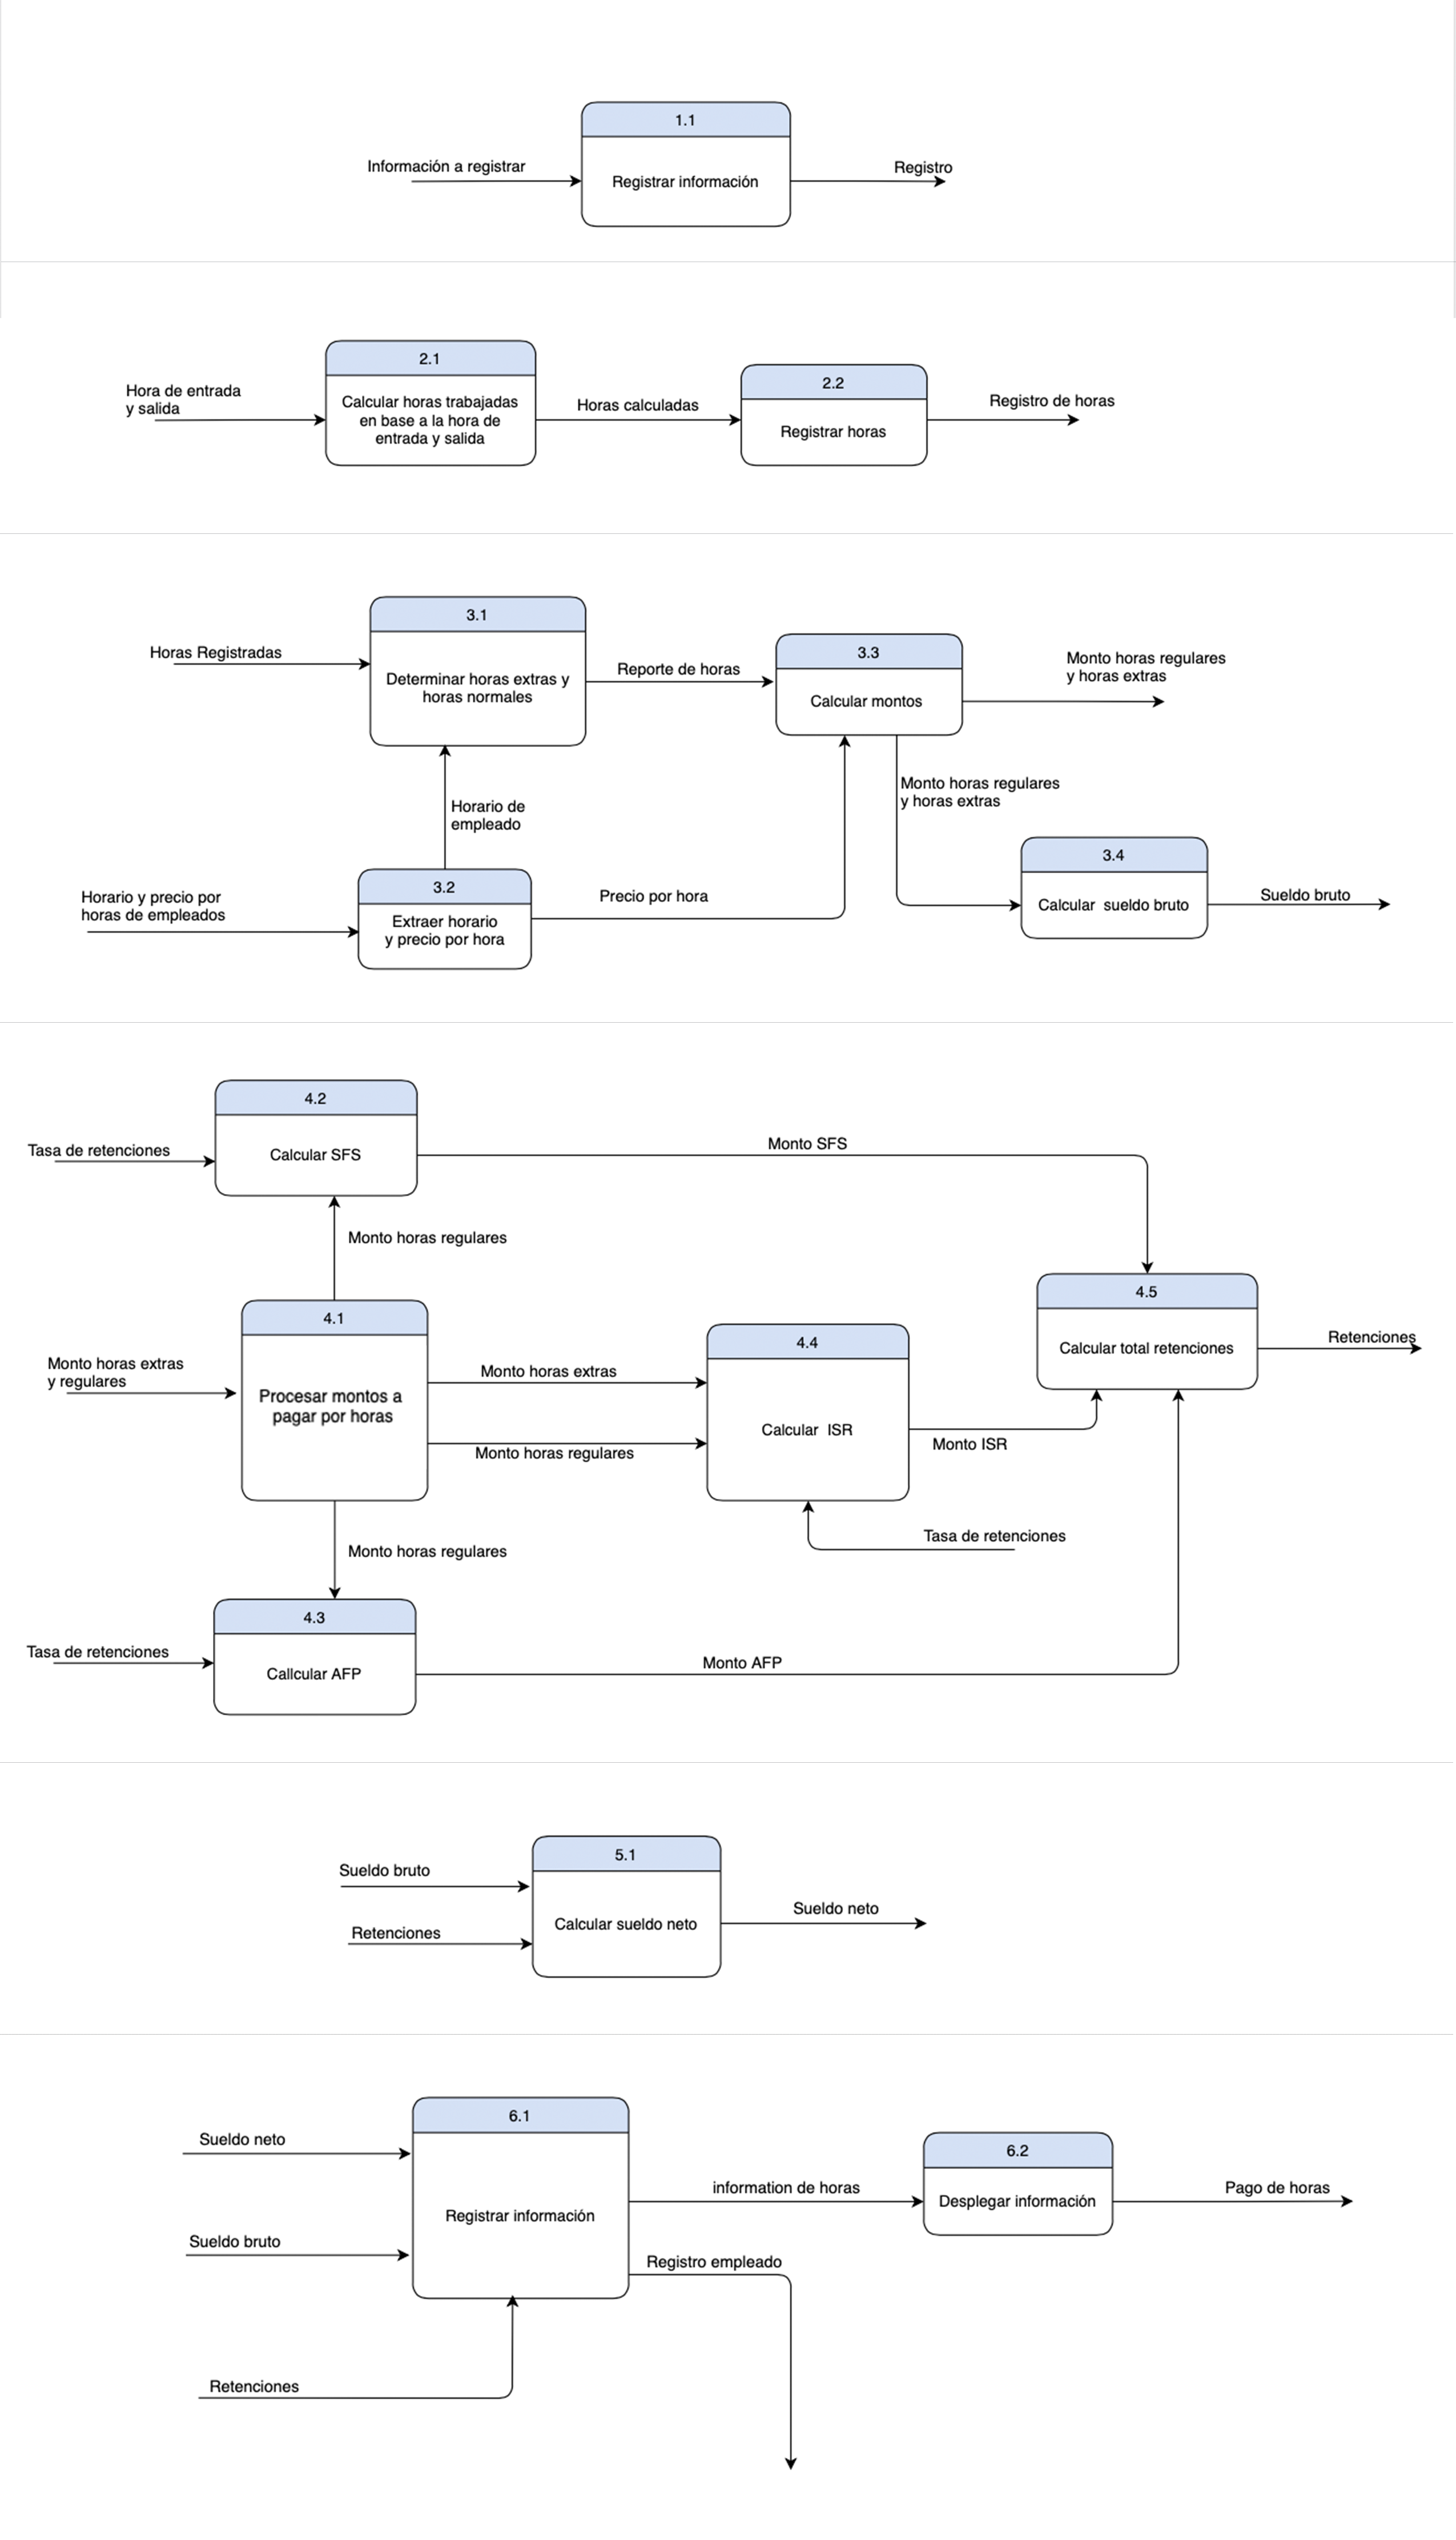 1.1
Información a registrar
Registro
Registrar información
2.1
Hora de entrada
y salida
Calcular horas trabajadas
en base a la hora de
entrada y salida
Horas calculadas
2.2
Registrar horas
Registro de horas
3.1
Horas Registradas
Determinar horas extras y
horas normales
Reporte de horas
3.3
Calcular montos
Monto horas regulares
y horas extras
Monto horas regulares
y horas extras
Horario de
empleado
3.2
Horario y precio por
horas de empleados
Extraer horario
y precio por hora
Precio por hora
3.4
Calcular  sueldo bruto
Sueldo bruto
4.2
Tasa de retenciones
Calcular SFS
Monto SFS
Monto horas regulares
4.1
Monto horas extras
y regulares
Procesar montos a
pagar por horas
Monto horas extras
Monto horas regulares
4.4
Calcular  ISR
Monto ISR
4.5
Calcular total retenciones
Retenciones
Tasa de retenciones
Monto horas regulares
4.3
Tasa de retenciones
Callcular AFP
Monto AFP
5.1
Sueldo bruto
Retenciones
Calcular sueldo neto
Sueldo neto
6.1
Sueldo neto
Sueldo bruto
Registrar información
information de horas
6.2
Desplegar información
Pago de horas
Registro empleado
Retenciones